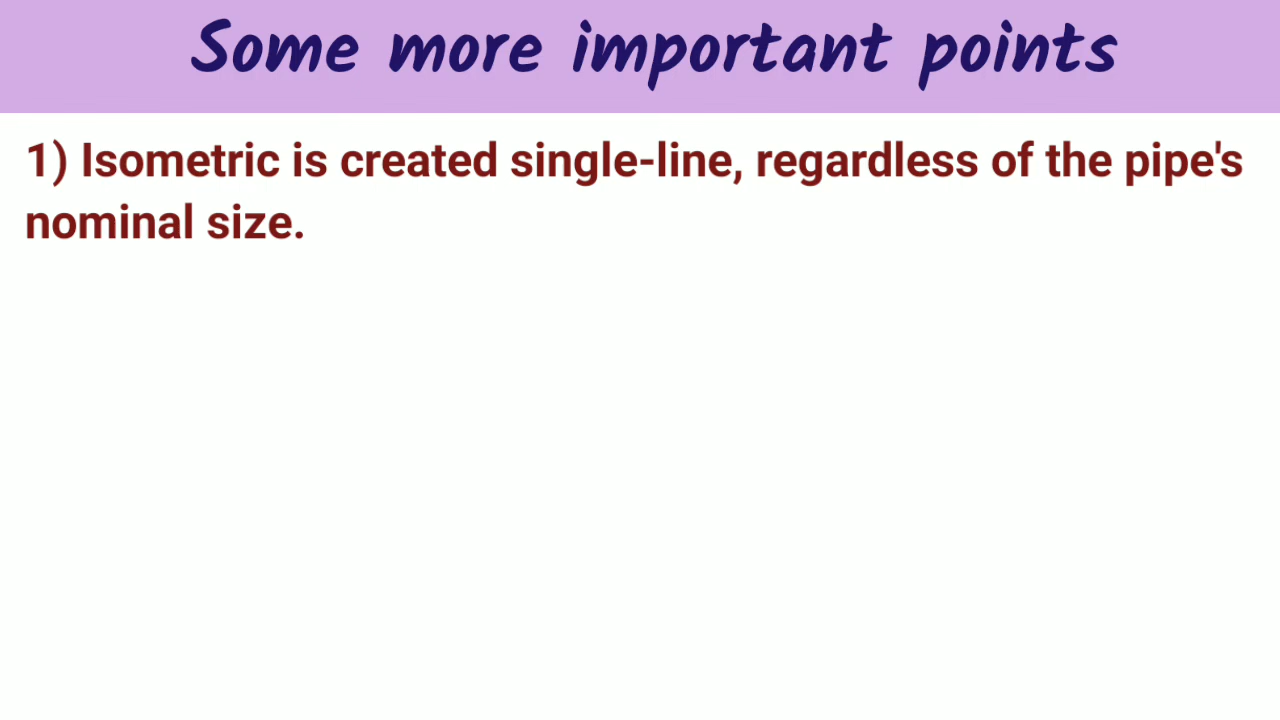 Some more important points
1) Isometric is created single-line, regardless of the pipe's
nominal size.